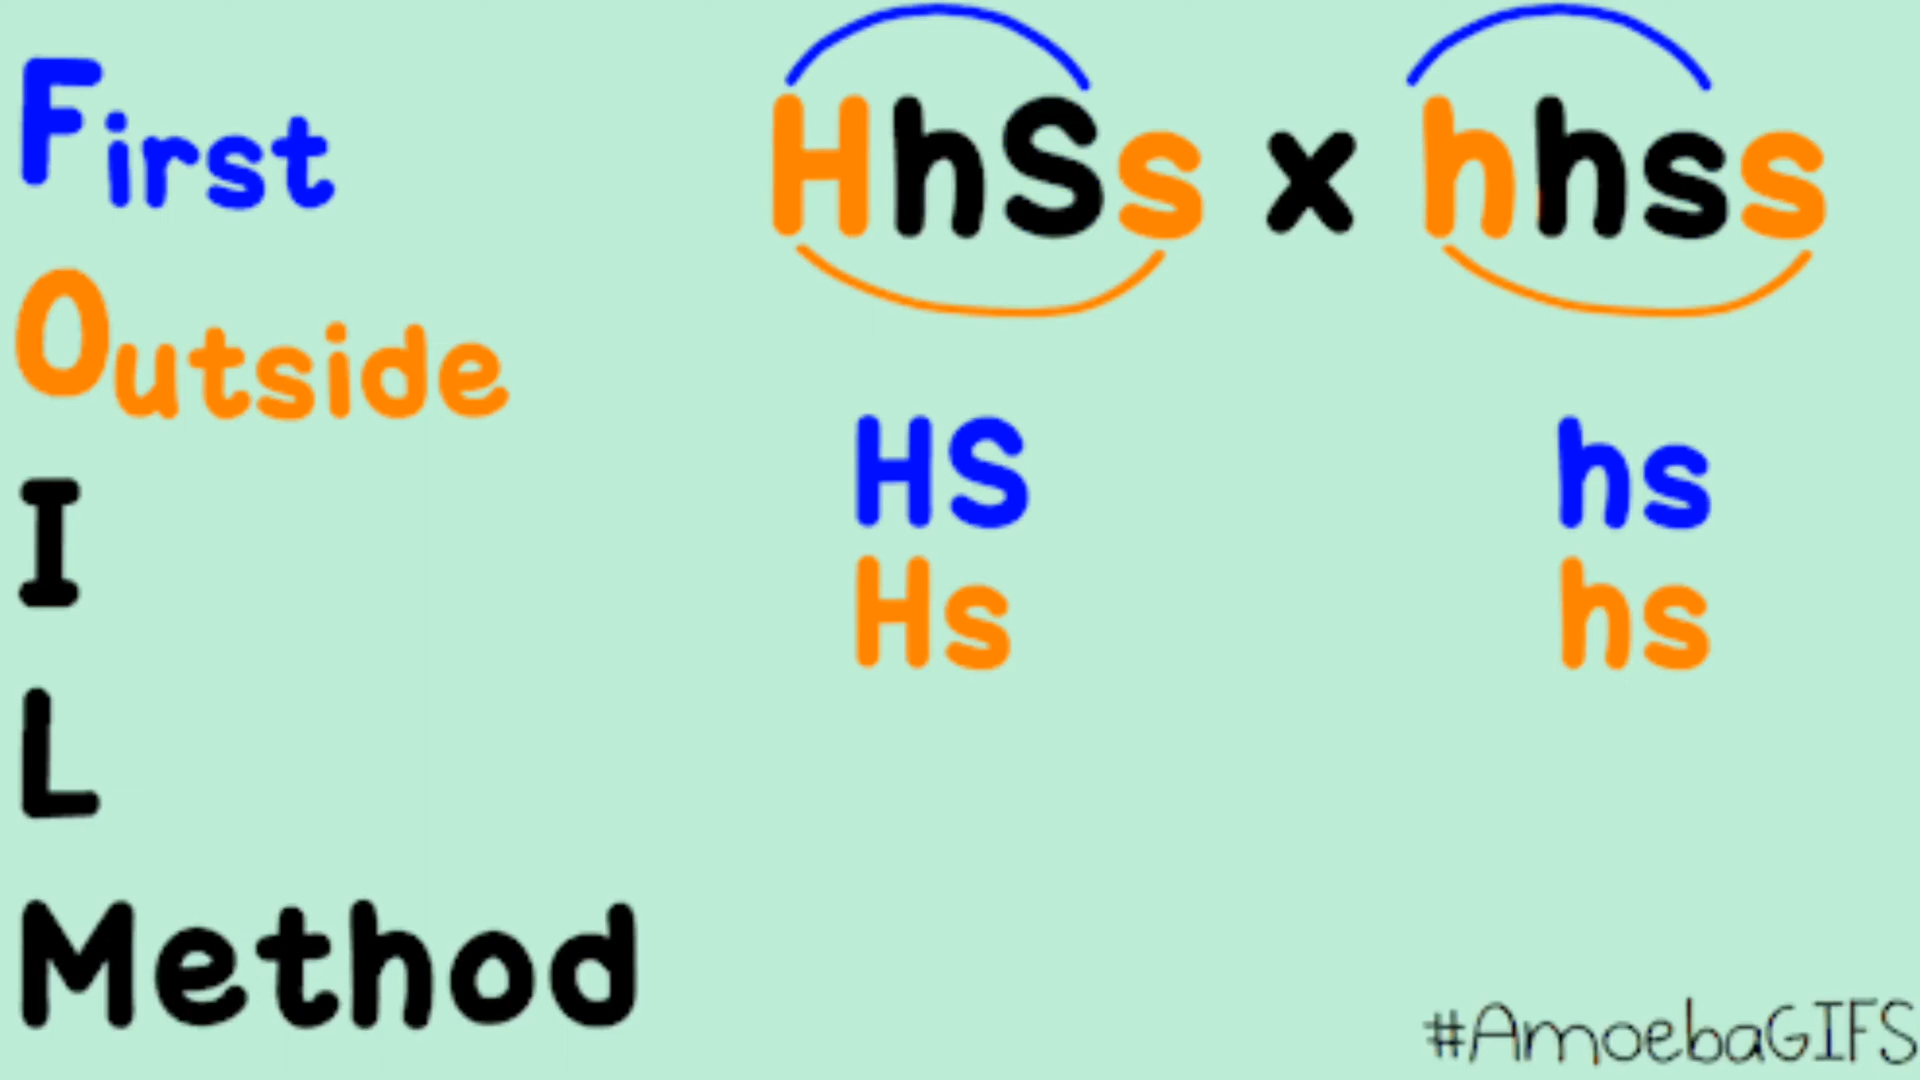 First
HhSs x hhss
Outside
HS hs
I
Hs hs
L
Method
#AmoebaGIFS